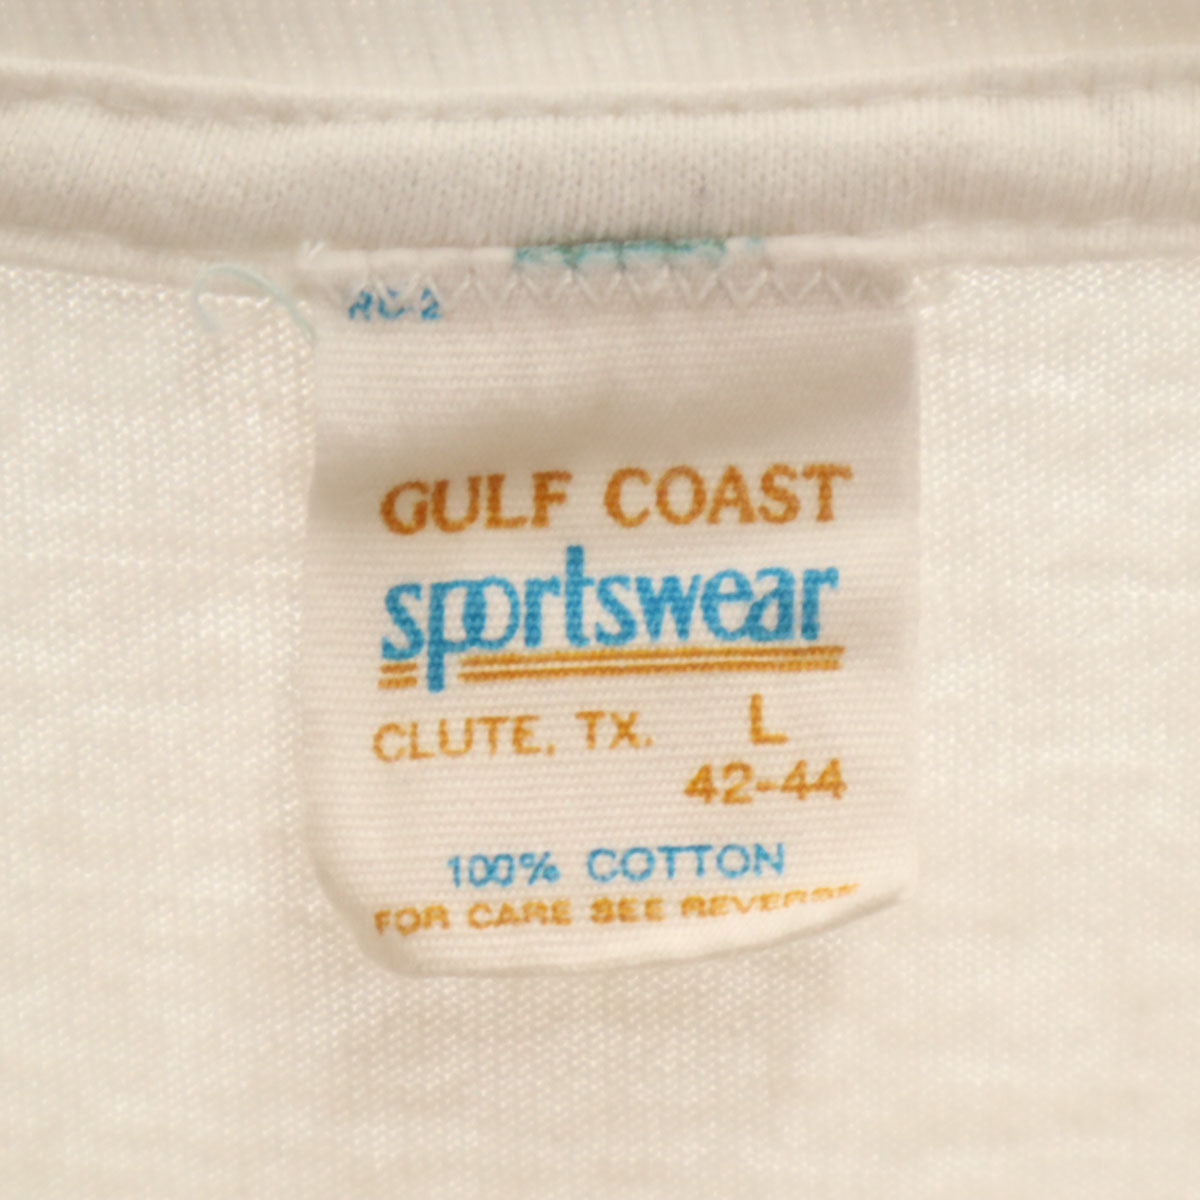 RC-2
GULF COAST
sportswear
CLUTE, TX. L
42-44
100% COTTON
FOR CARE SEE REVERSE